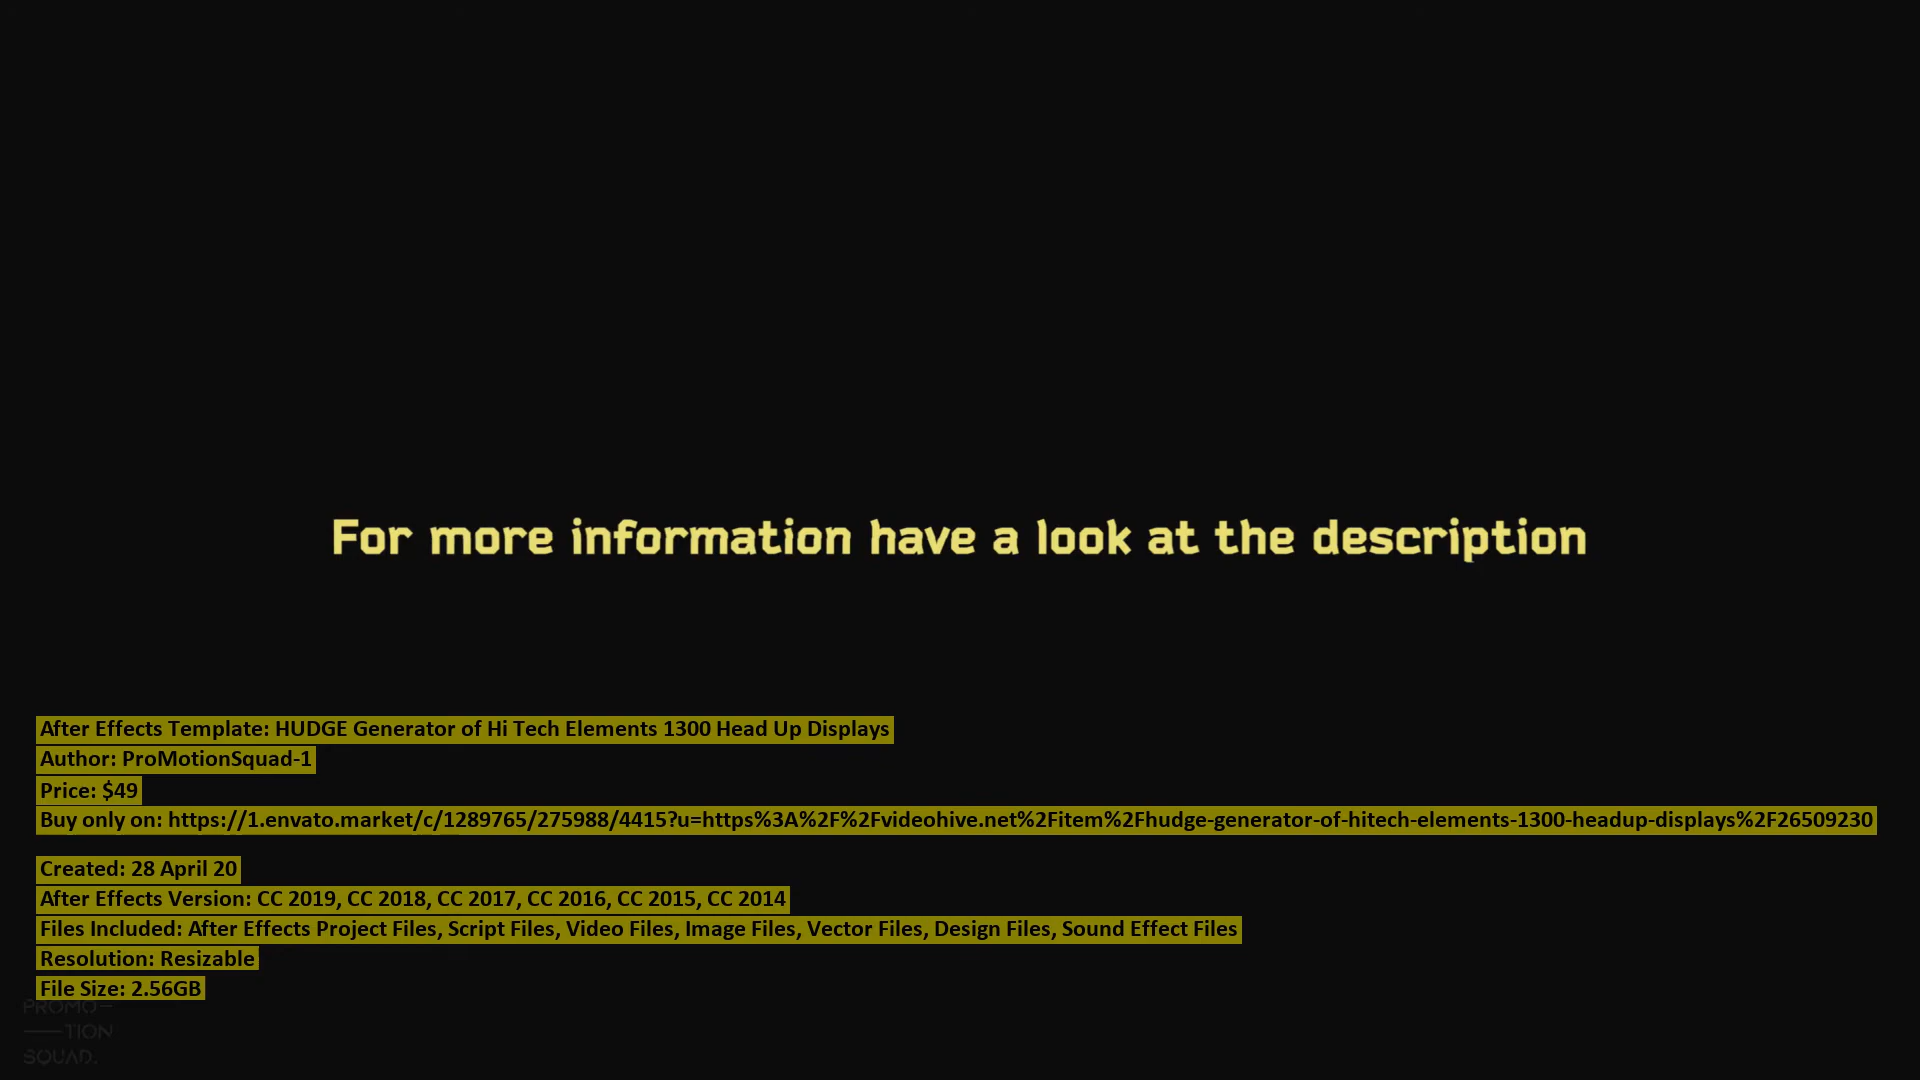 For more information have a look at the description
After Effects Template: HUDGE Generator of Hi Tech Elements 1300 Head Up Displays
Author: ProMotionSquad-1
Price: $49
Buy only on: https://1.envato.market/c/1289765/275988/4415?u=https%3A%2F%2Fvideohive.net%2Fitem%2Fhudge-generator-of-hitech-elements-1300-headup-displays%2F26509230
Created: 28 April 20
After Effects Version: CC 2019, CC 2018, CC 2017, CC 2016, CC 2015, CC 2014
Files Included: After Effects Project Files, Script Files, Video Files, Image Files, Vector Files, Design Files, Sound Effect Files
Resolution: Resizable
File Size: 2.56GB
PROMO—
—TION
SQUAD.